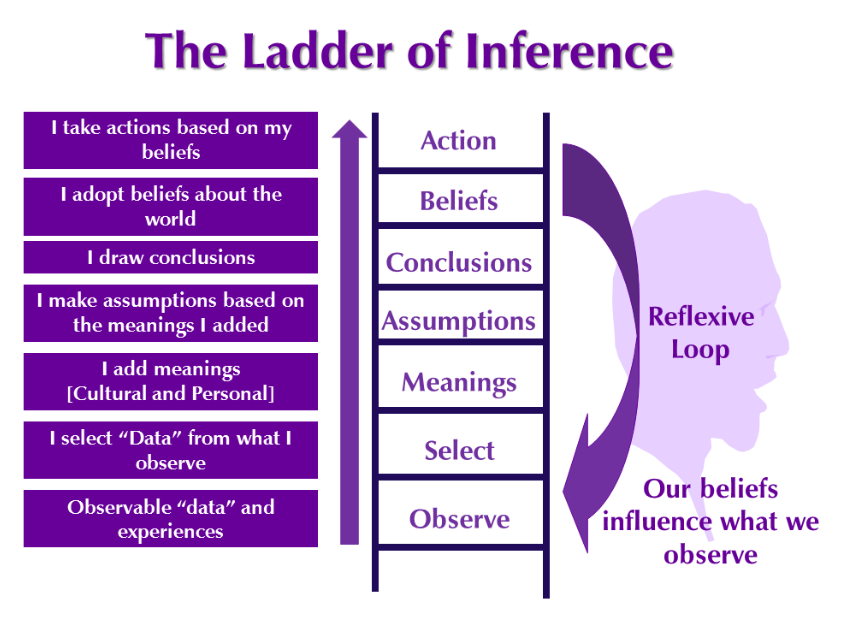 The Ladder of Inference
I take actions based on my
beliefs
I adopt beliefs about the
world
I draw conclusions
I make assumptions based on
the meanings I added
I add meanings
[Cultural and Personal]
I select “Data” from what I
observe
Observable “data” and
experiences
Action
Beliefs
Conclusions
Assumptions
Meanings
Select
Observe
Reflexive
Loop
Our beliefs
influence what we
observe